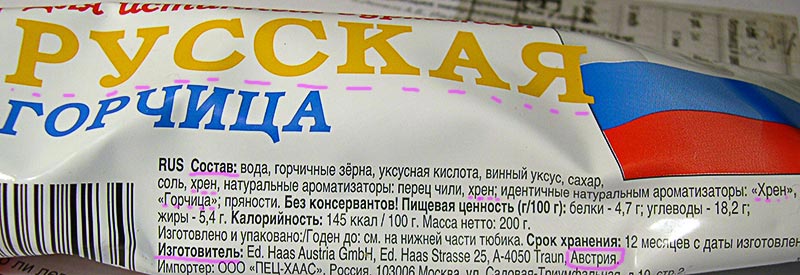 Для истинных
РУССКАЯ
ГОРЧИЦА
RUS Состав: вода, горчичные зёрна, уксусная кислота, винный уксус, сахар,
соль, хрен, натуральные ароматизаторы: перец чили, хрен; идентичные натуральным ароматизаторы: «Хрен»,
«Горчица»; пряности. Без консервантов! Пищевая ценность (г/100 г): белки - 4,7 г; углеводы - 18,2 г;
жиры - 5,4 г. Калорийность: 145 ккал / 100 г. Масса нетто: 200 г.
Изготовлено и упаковано:/Годен до: см. на нижней части тюбика. Срок хранения: 12 месяцев с даты изготовлен
Изготовитель: Ed. Haas Austria GmbH, Ed. Haas Strasse 25, A-4050 Traun, Австрия.
Импортер: ООО «ПЕЦ-ХААС», Россия, 103006 Москва, ул. Садовая-Триумфальная